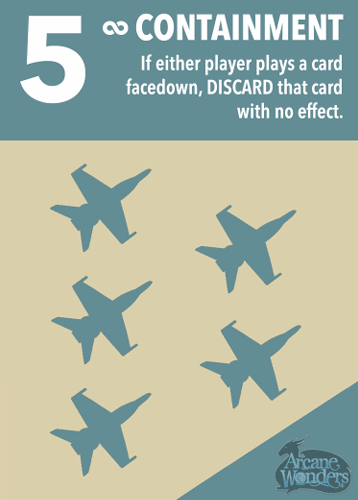 5 ∞ CONTAINMENT
If either player plays a card
facedown, DISCARD that card
with no effect.
Arcane
Wonders